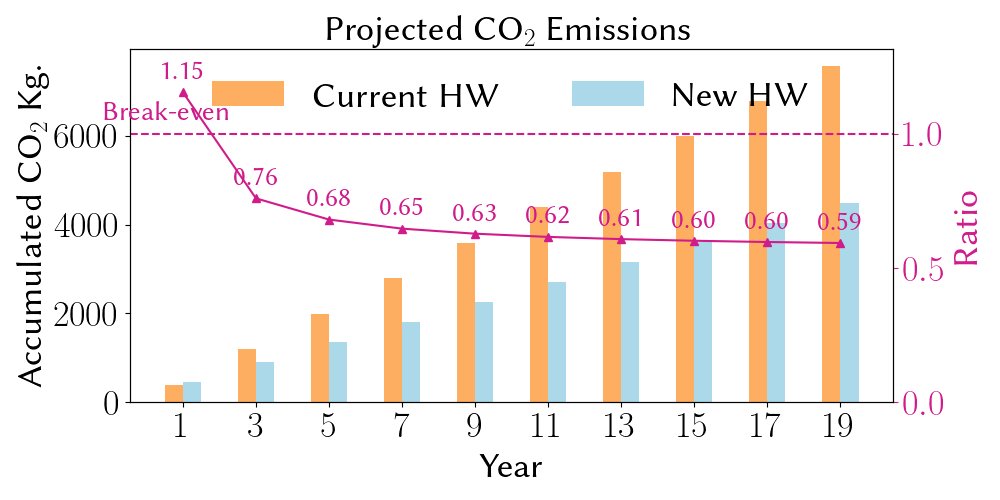 Projected CO₂ Emissions
Current HW New HW
Accumulated CO₂ Kg.
6000
4000
2000
0
Break-even
1.15
0.76
0.68
0.65
0.63
0.62
0.61
0.60
0.60
0.59
1.0
0.5
0.0
Ratio
1 3 5 7 9 11 13 15 17 19
Year